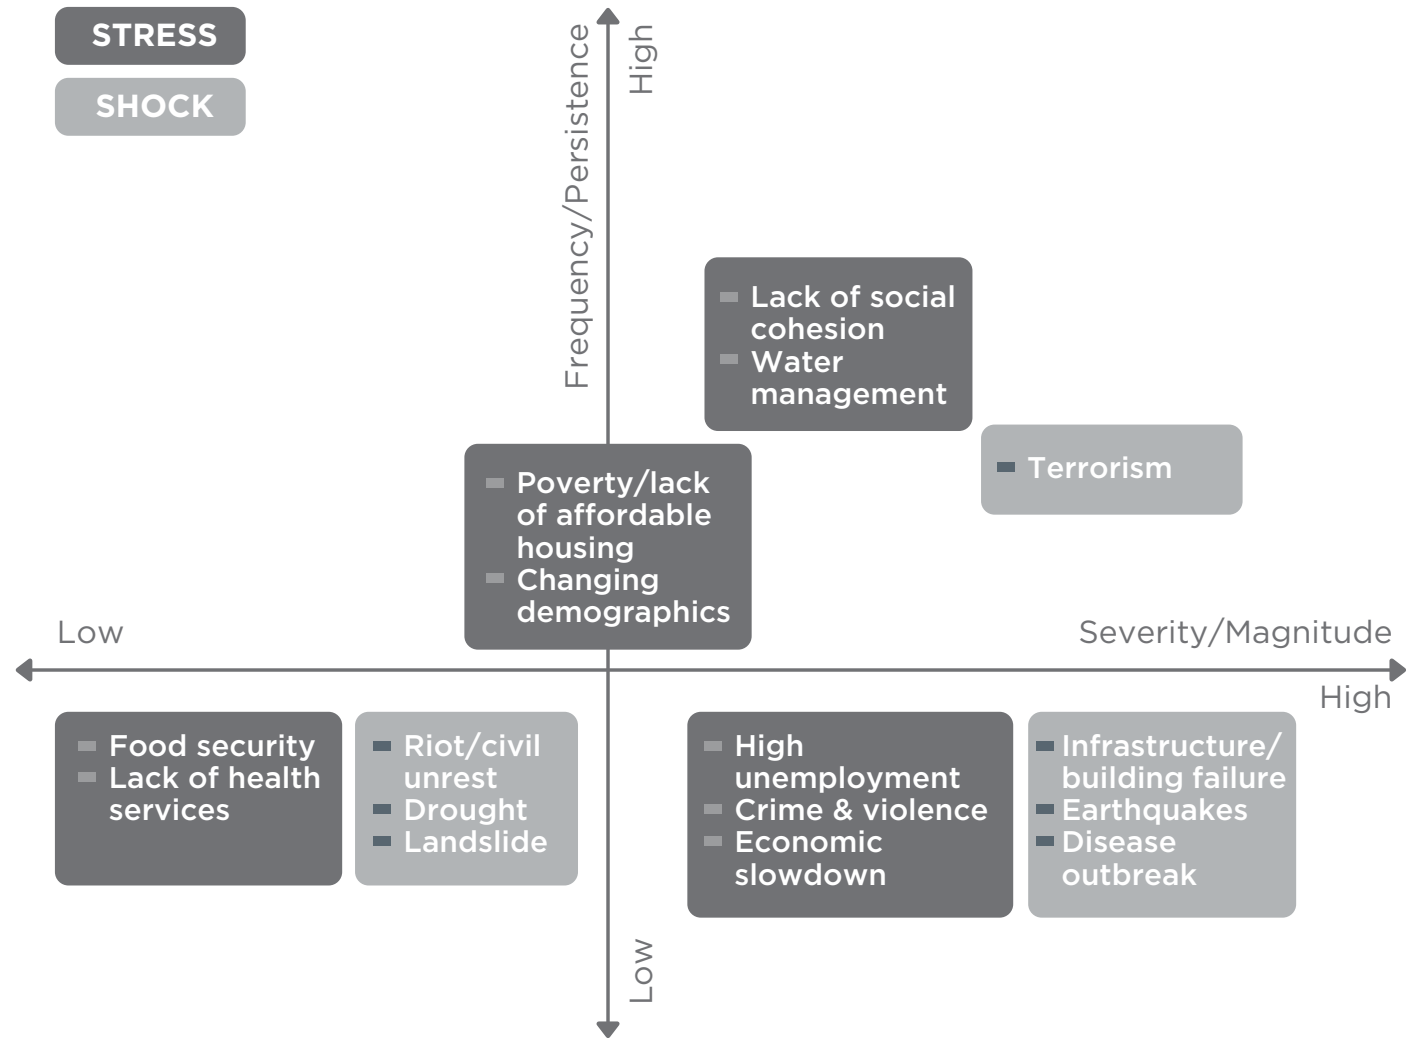 STRESS
SHOCK
Frequency/Persistence
High
Lack of social
cohesion
Water
management
Terrorism
Poverty/lack
of affordable
housing
Changing
demographics
Low
Severity/Magnitude
High
Food security
Lack of health
services
Riot/civil
unrest
Drought
Landslide
High
unemployment
Crime & violence
Economic
slowdown
Infrastructure/
building failure
Earthquakes
Disease
outbreak
Low